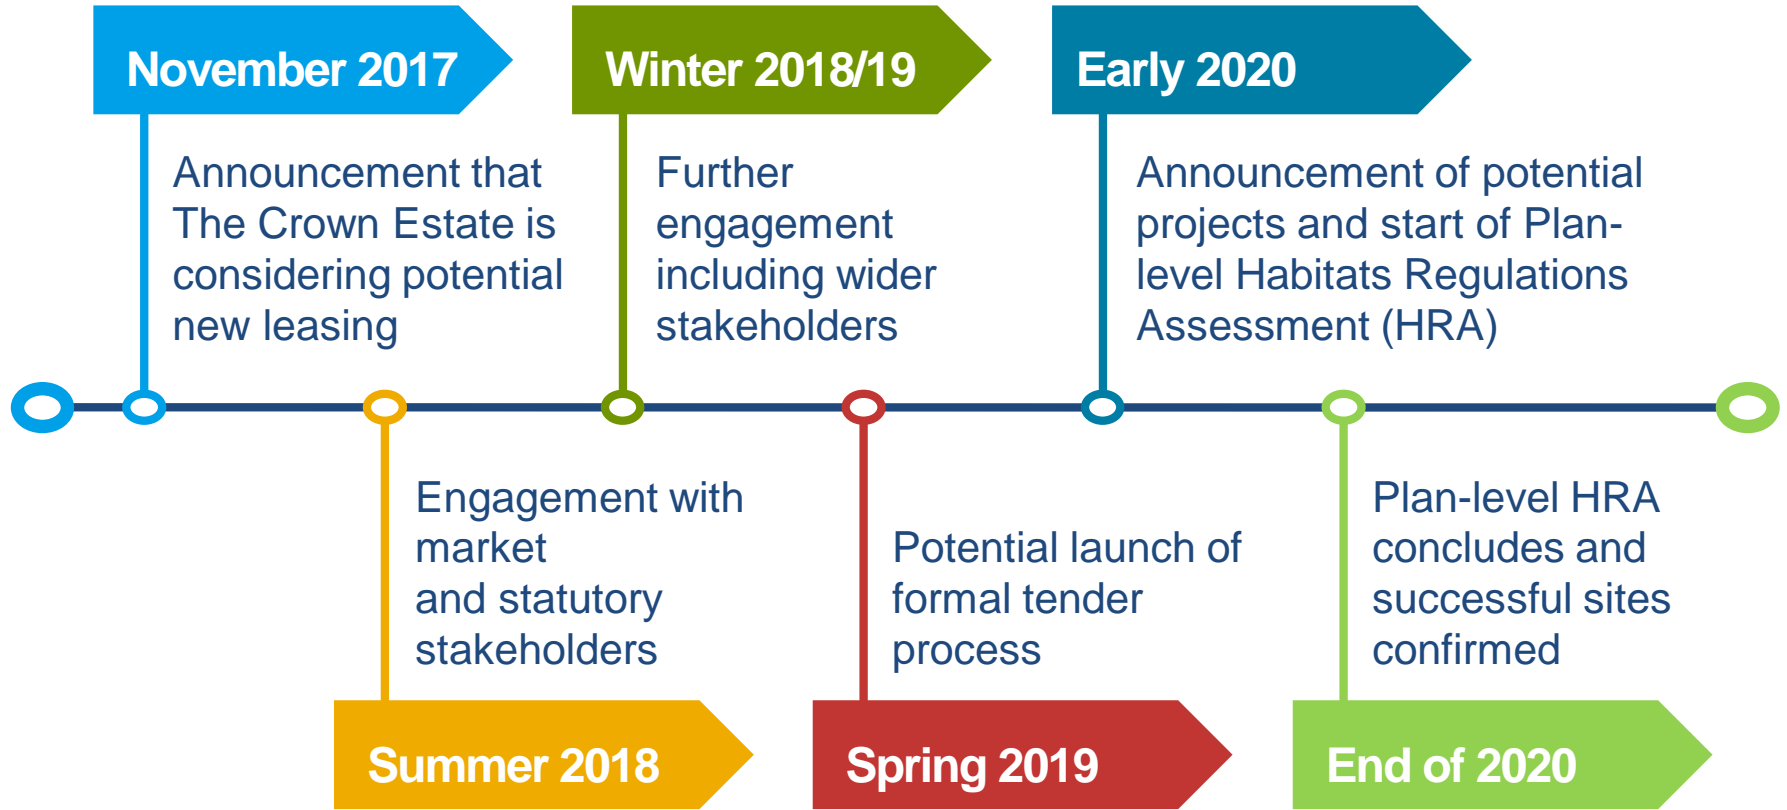 November 2017
Announcement that
The Crown Estate is
considering potential
new leasing
Summer 2018
Engagement with
market
and statutory
stakeholders
Winter 2018/19
Further
engagement
including wider
stakeholders
Spring 2019
Potential launch of
formal tender
process
Early 2020
Announcement of potential
projects and start of Plan-
level Habitats Regulations
Assessment (HRA)
End of 2020
Plan-level HRA
concludes and
successful sites
confirmed